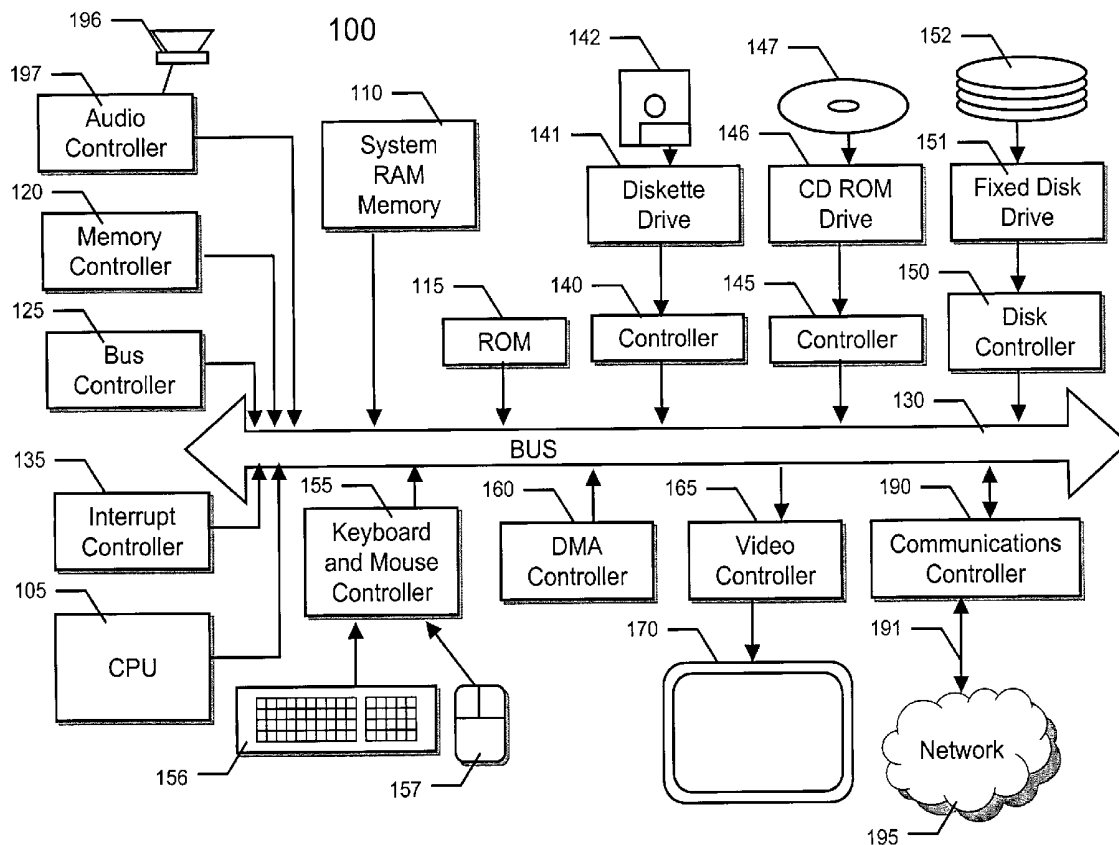 196
100
142
147
152
197
Audio
Controller
110
System
RAM
Memory
141
Diskette
Drive
146
CD ROM
Drive
151
Fixed Disk
Drive
120
Memory
Controller
125
Bus
Controller
115
ROM
140
Controller
145
Controller
150
Disk
Controller
130
BUS
135
Interrupt
Controller
155
Keyboard
and Mouse
Controller
160
DMA
Controller
165
Video
Controller
190
Communications
Controller
105
CPU
170
191
156
157
Network
195